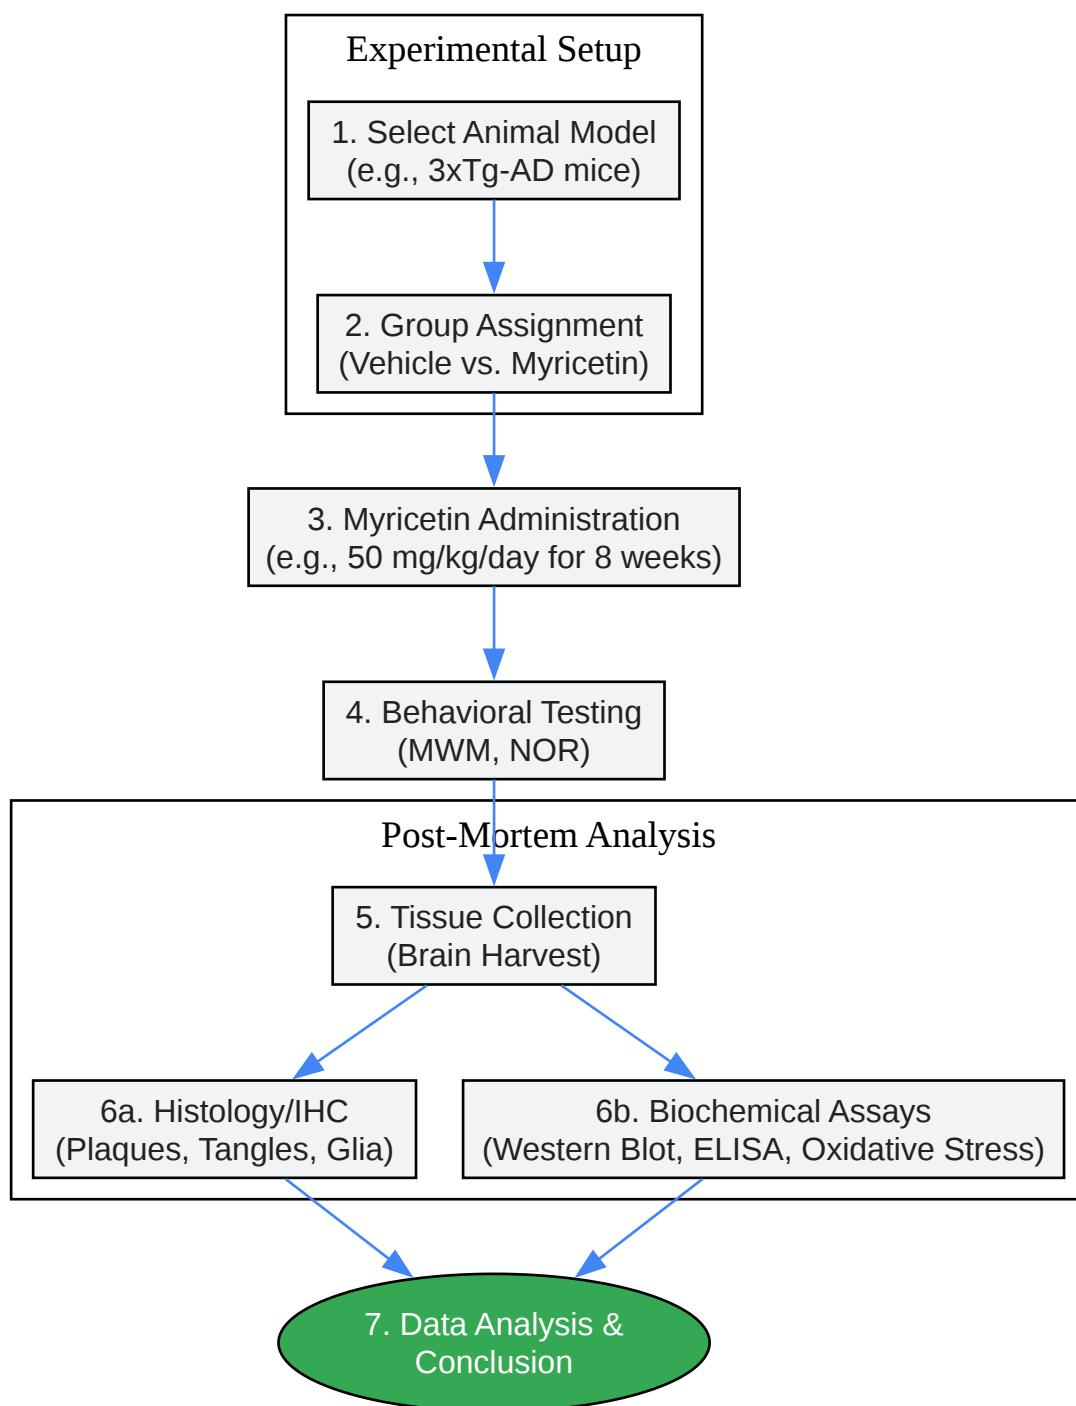 Experimental Setup
1. Select Animal Model
(e.g., 3xTg-AD mice)
2. Group Assignment
(Vehicle vs. Myricetin)
3. Myricetin Administration
(e.g., 50 mg/kg/day for 8 weeks)
4. Behavioral Testing
(MWM, NOR)
Post-Mortem Analysis
5. Tissue Collection
(Brain Harvest)
6a. Histology/IHC
(Plaques, Tangles, Glia)
6b. Biochemical Assays
(Western Blot, ELISA, Oxidative Stress)
7. Data Analysis &
Conclusion